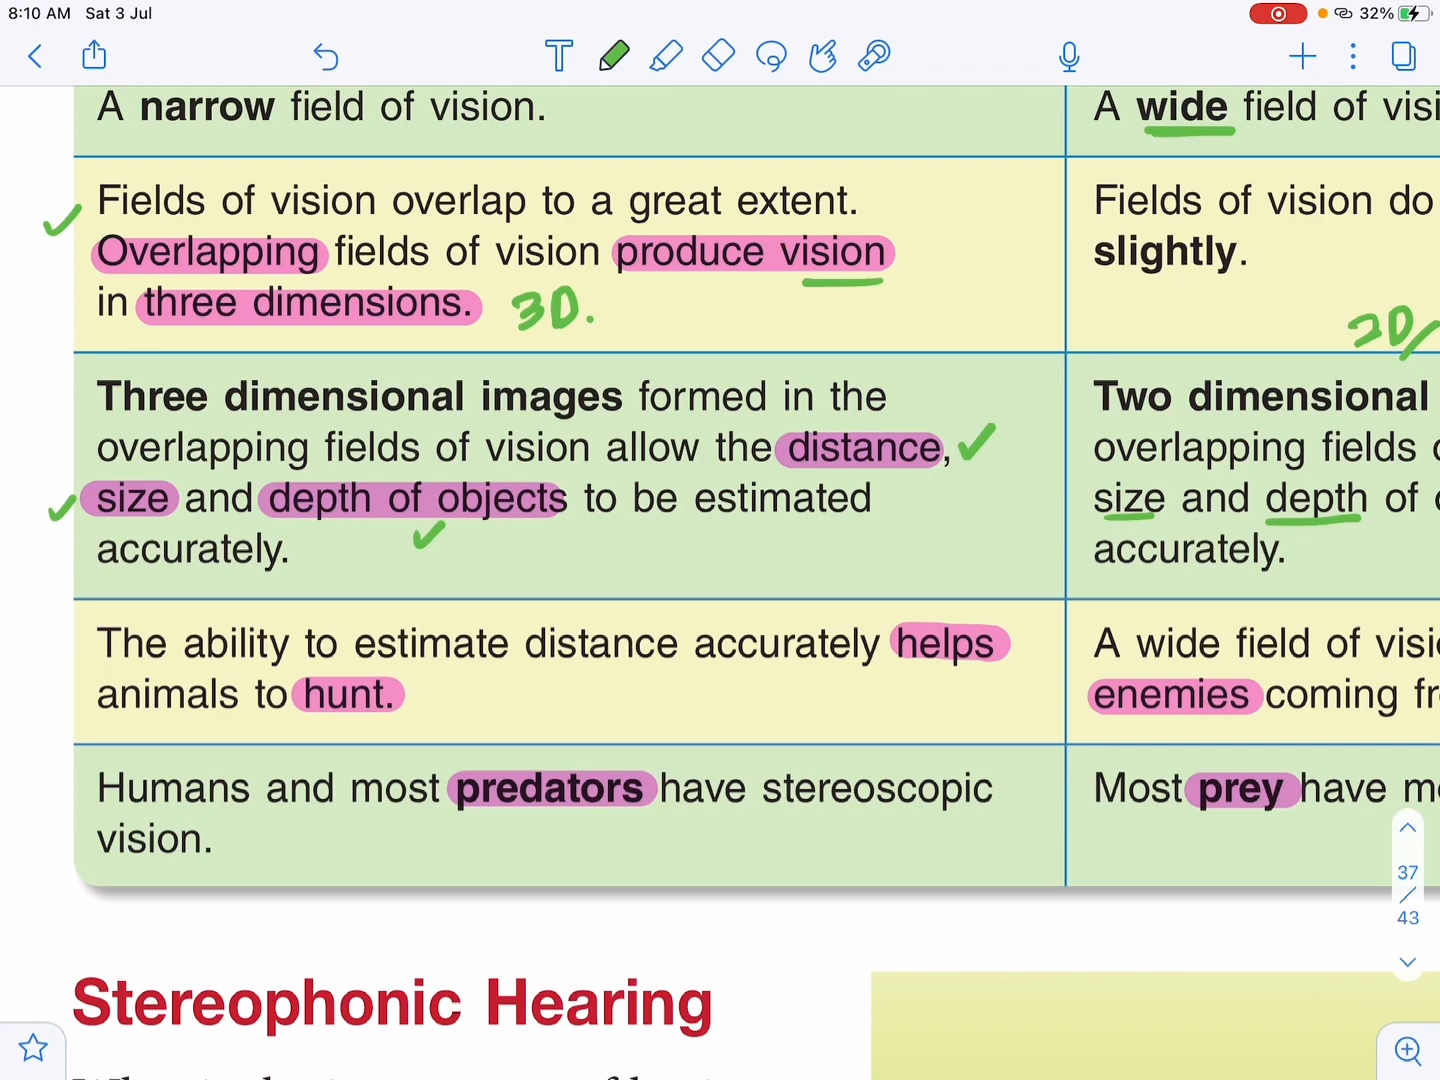 8:10 AM Sat 3 Jul
32%
A narrow field of vision.
Fields of vision overlap to a great extent.
Overlapping fields of vision produce vision
in three dimensions. 3D.
Three dimensional images formed in the
overlapping fields of vision allow the distance,
size and depth of objects to be estimated
accurately.
The ability to estimate distance accurately helps
animals to hunt.
Humans and most predators have stereoscopic
vision.
A wide field of visi
Fields of vision do
slightly.
2D/
Two dimensional
overlapping fields
size and depth of
accurately.
A wide field of visi
enemies coming fr
Most prey have m
37
/
43
Stereophonic Hearing